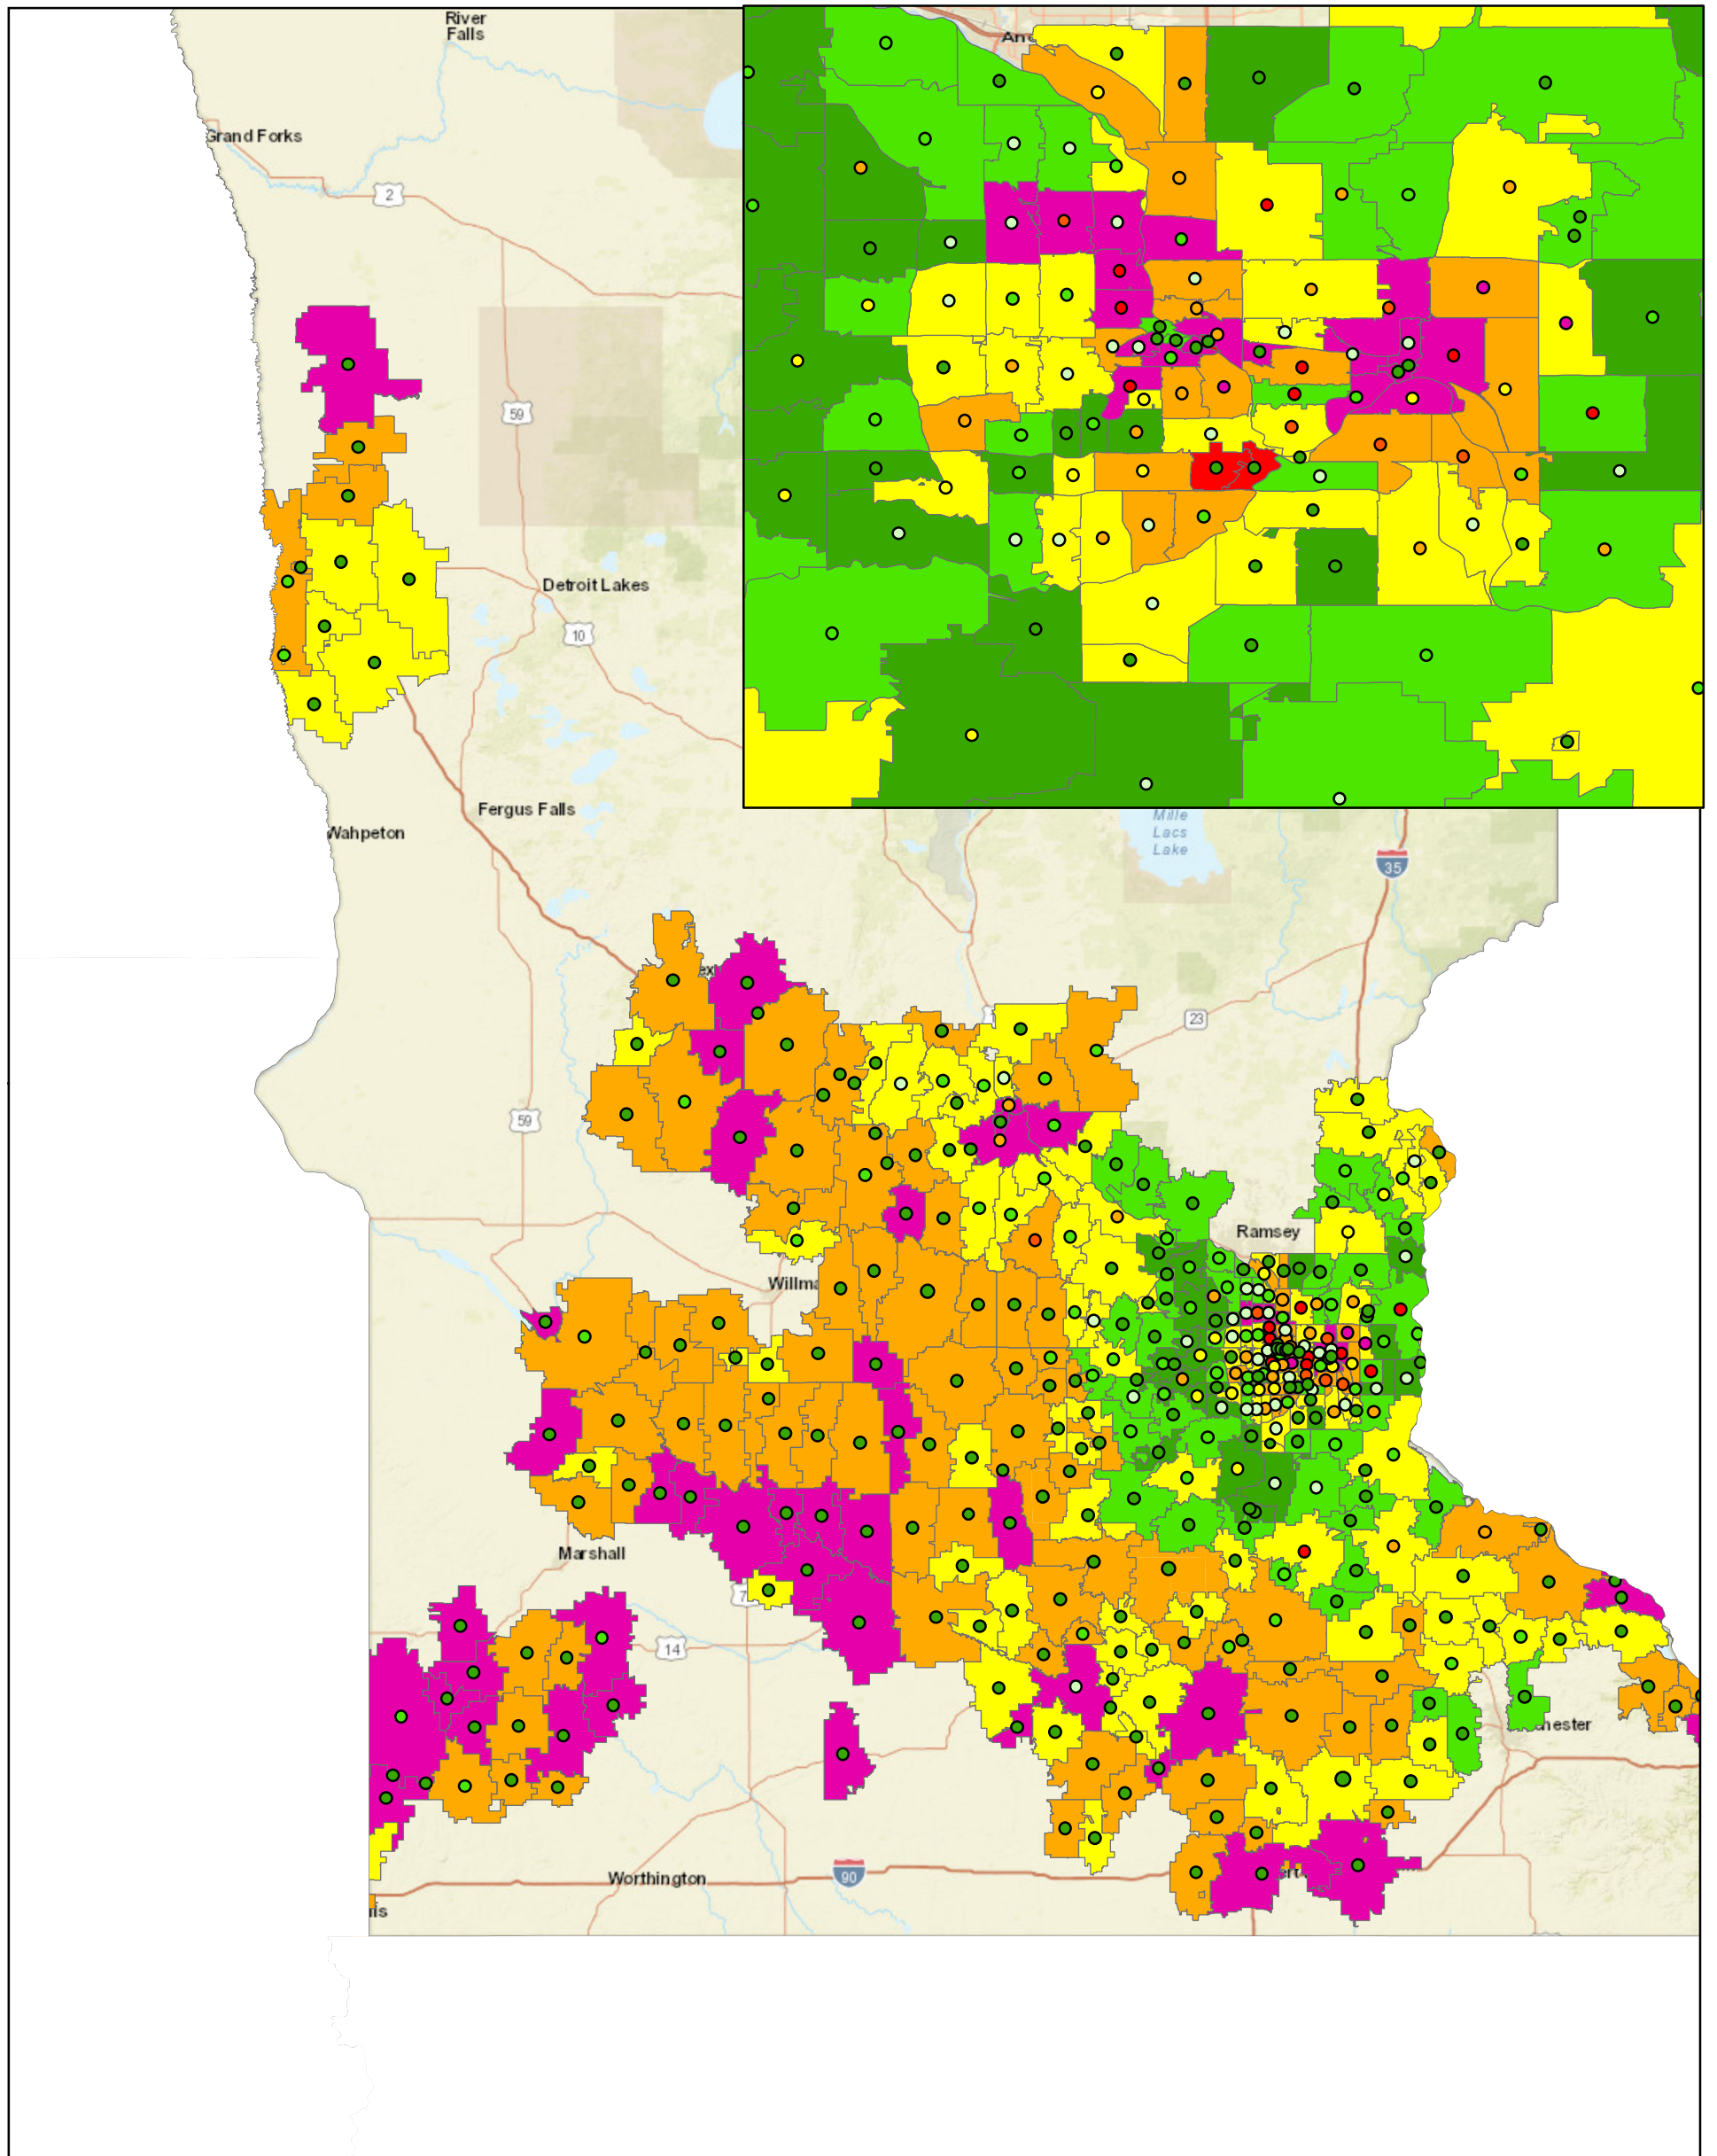 River
Falls
Grand Forks
2
59
Detroit Lakes
10
Fergus Falls
Wahpeton
Mille
Lacs
Lake
35
23
59
Ramsey
Marshall
14
Worthington
90